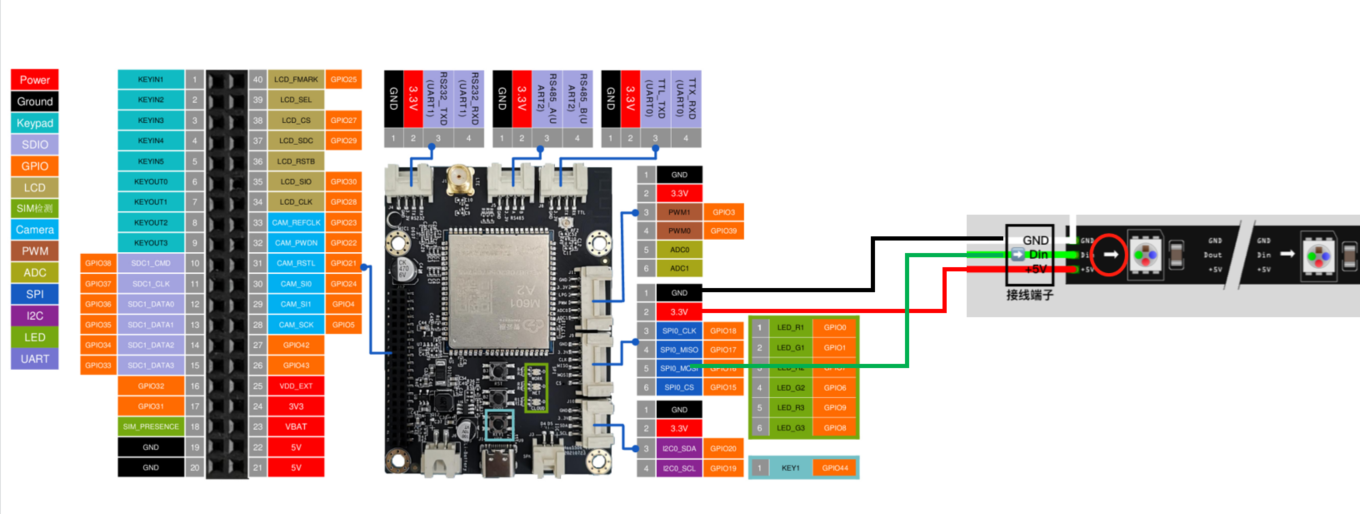 Power
Ground
Keypad
SDIO
GPIO
LCD
SIM检测
Camera
PWM
ADC
SPI
I2C
LED
UART
KEYIN1 1 40 LCD_FMARK GPIO25
KEYIN2 2 39 LCD_SEL
KEYIN3 3 38 LCD_CS GPIO27
KEYIN4 4 37 LCD_SDC GPIO29
KEYIN5 5 36 LCD_RSTB
KEYOUT0 6 35 LCD_SIO GPIO30
KEYOUT1 7 34 LCD_CLK GPIO28
KEYOUT2 8 33 CAM_REFCLK GPIO23
KEYOUT3 9 32 CAM_PWDN GPIO22
GPIO38 SDC1_CMD 10 31 CAM_RSTL GPIO21
GPIO37 SDC1_CLK 11 30 CAM_SI0 GPIO24
GPIO36 SDC1_DATA0 12 29 CAM_SI1 GPIO4
GPIO35 SDC1_DATA1 13 28 CAM_SCK GPIO5
GPIO34 SDC1_DATA2 14 27 GPIO42
GPIO33 SDC1_DATA3 15 26 GPIO43
GPIO32 16 25 VDD_EXT
GPIO31 17 24 3V3
SIM_PRESENCE 18 23 VBAT
GND 19 22 5V
GND 20 21 5V
GND
3.3V
RS232_TXD
(UART1)
RS232_RXD
(UART1)
1 2 3 4
GND
3.3V
RS485_A(U
ART2)
RS485_B(U
ART2)
1 2 3 4
GND
3.3V
TTL_TXD
(UART0)
TTX_RXD
(UART0)
1 2 3 4
M601
A2
1 GND
2 3.3V
3 PWM1 GPIO3
4 PWM0 GPIO39
5 ADC0
6 ADC1
1 GND
2 3.3V
3 SPI0_CLK GPIO16
4 SPI0_MISO GPIO17
5 SPI0_MOSI
6 SPI0_CS GPIO15
1 GND
2 3.3V
3 I2C0_SDA GPIO20
4 I2C0_SCL GPIO19
1 LED_R1 GPIO0
2 LED_G1 GPIO1
4 LED_G2 GPIO6
5 LED_R3 GPIO9
6 LED_G3 GPIO8
1 KEY1 GPIO44
GND
DIn
+5V
接线端子
GND
Din
+5V
GND
Dout
+5V
GND
Din
+5V